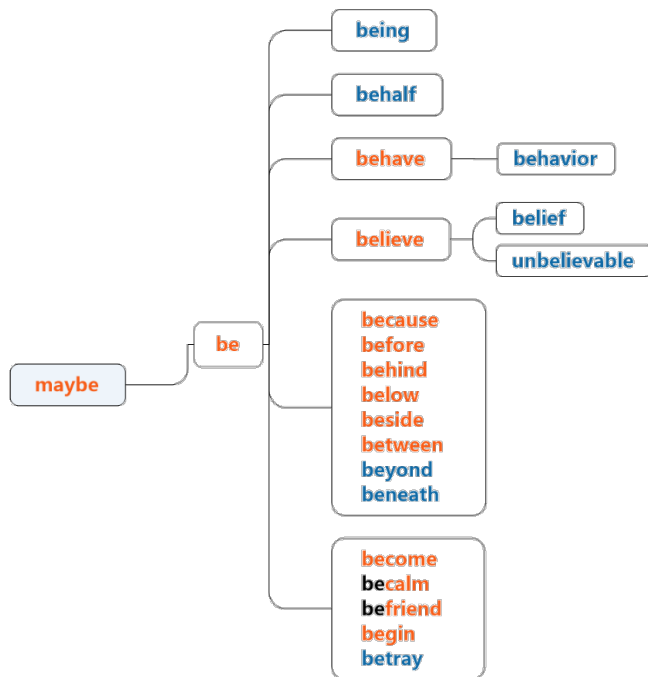 being
behalf
behave
behavior
believe
belief
unbelievable
be
maybe
because
before
behind
below
beside
between
beyond
beneath
become
becalm
befriend
begin
betray